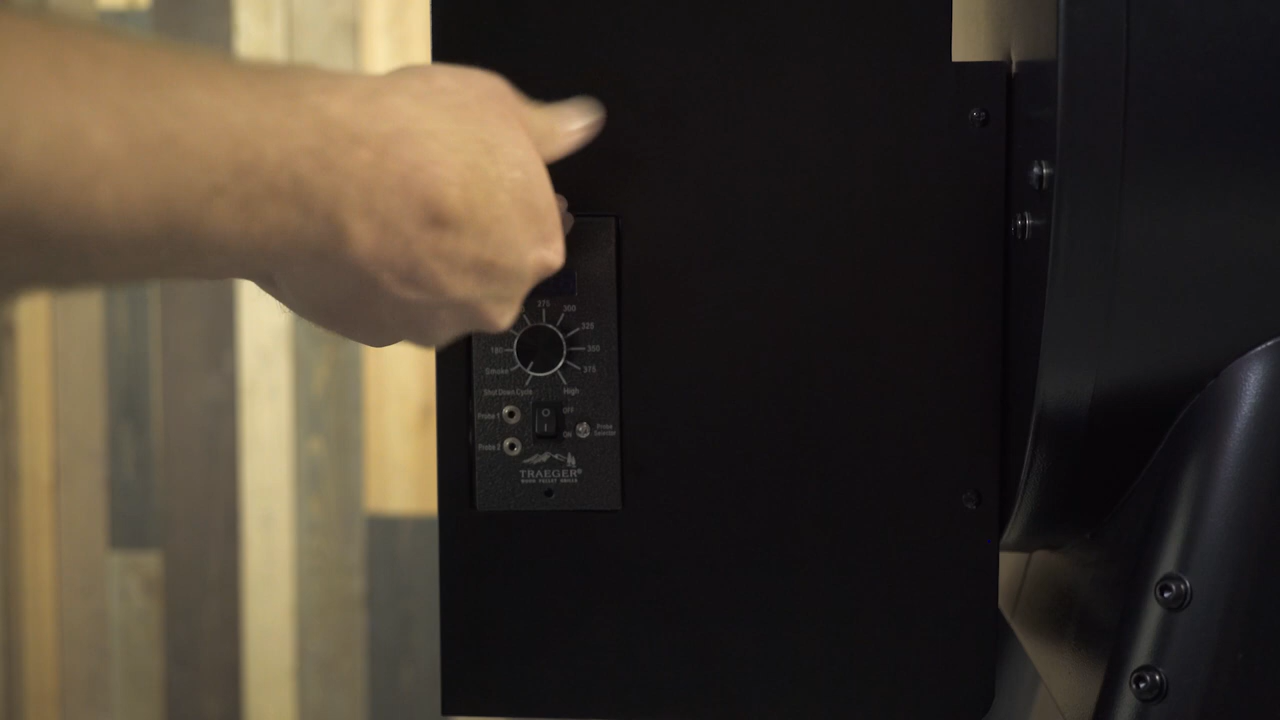 275
300
325
180
350
Smoke
375
Shut Down Cycle
High
OFF
Probe 1
O
I
Probe
ON
Selector
Probe 2
TRAEGER®
WOOD PELLET GRILLS